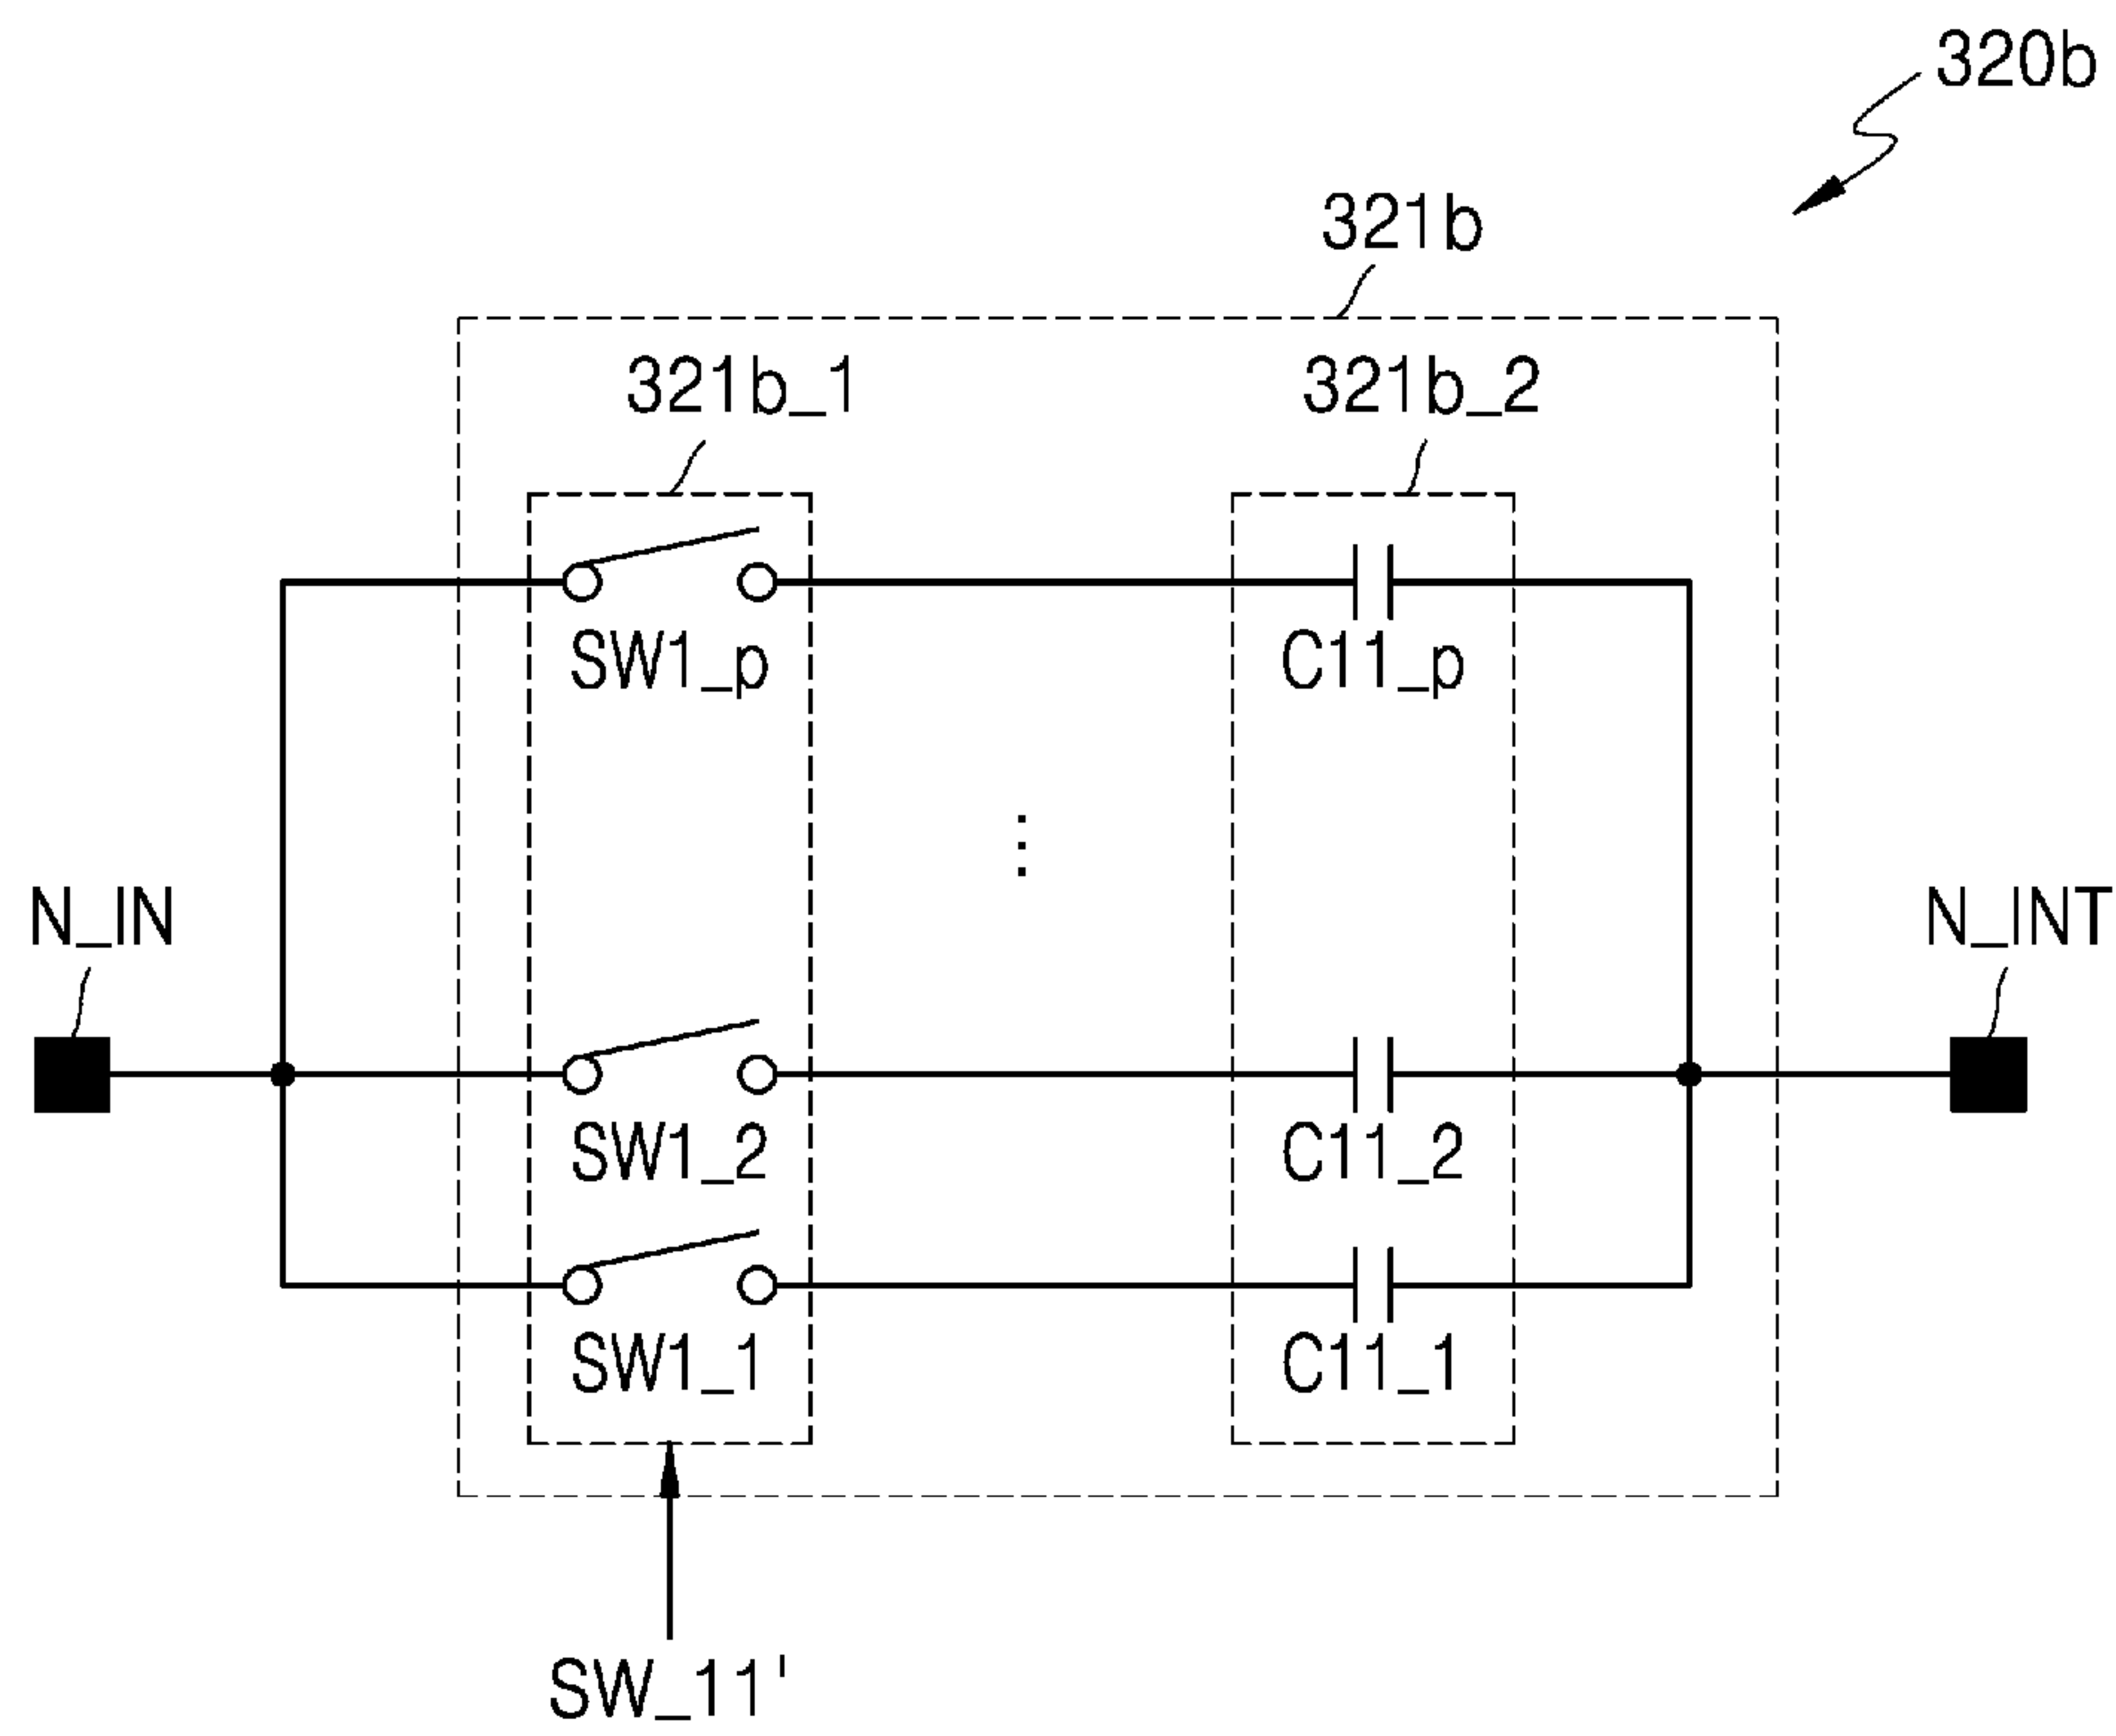 320b
321b
321b_1
321b_2
SW1_p
C11_p
N_IN
N_INT
SW1_2
C11_2
SW1_1
C11_1
SW_11'